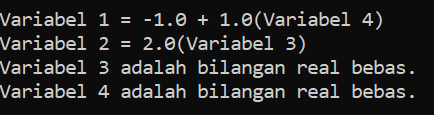 Variabel 1 = -1.0 + 1.0(Variabel 4)
Variabel 2 = 2.0(Variabel 3)
Variabel 3 adalah bilangan real bebas.
Variabel 4 adalah bilangan real bebas.